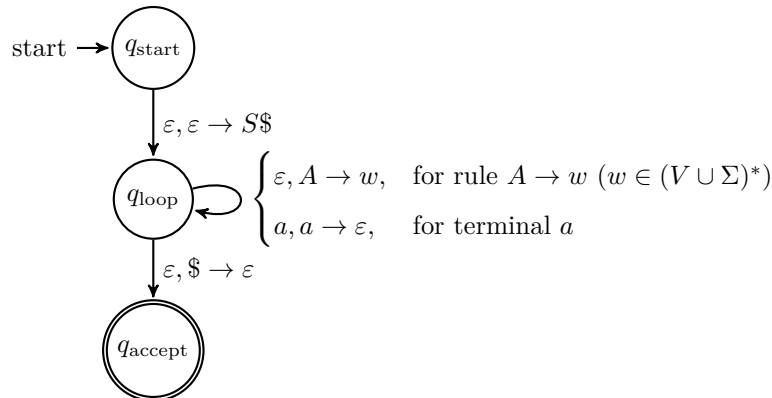 start q_start
ε, ε → S$
q_loop
ε, A → w, for rule A → w (w ∈ (V ∪ Σ)*)
a, a → ε, for terminal a
ε, $ → ε
q_accept